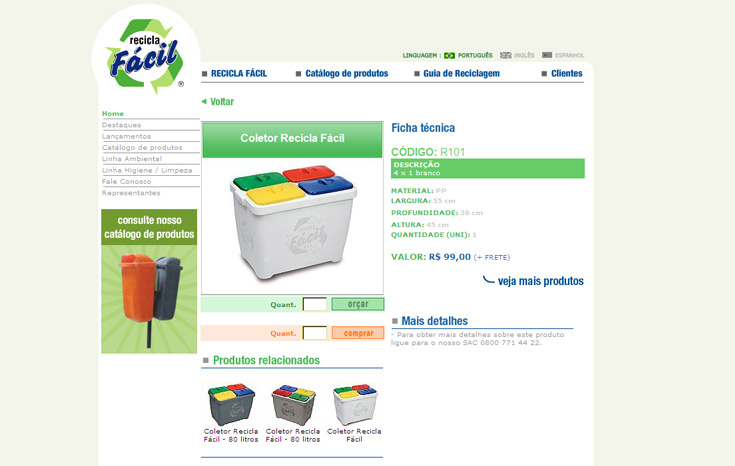 recicla
Fácil
®
LINGUAGEM : PORTUGUÊS INGLÊS ESPANHOL
RECICLA FÁCIL Catálogo de produtos Guia de Reciclagem Clientes
Home
Destaques
Lançamentos
Catálogo de produtos
Linha Ambiental
Linha Higiene / Limpeza
Fale Conosco
Representantes
consulte nosso
catálogo de produtos
Voltar
Coletor Recicla Fácil
recicla
Fácil
Quant. orçar
Quant. comprar
Ficha técnica
CÓDIGO: R101
DESCRIÇÃO
4 x 1 branco
MATERIAL: PP
LARGURA: 55 cm
PROFUNDIDADE: 38 cm
ALTURA: 45 cm
QUANTIDADE (UNI): 1
VALOR: R$ 99,00 (+ FRETE)
veja mais produtos
Mais detalhes
- Para obter mais detalhes sobre este produto
ligue para o nosso SAC 0800 771 44 22.
Produtos relacionados
Coletor Recicla
Fácil - 80 litros
Coletor Recicla
Fácil - 80 litros
Coletor Recicla
Fácil